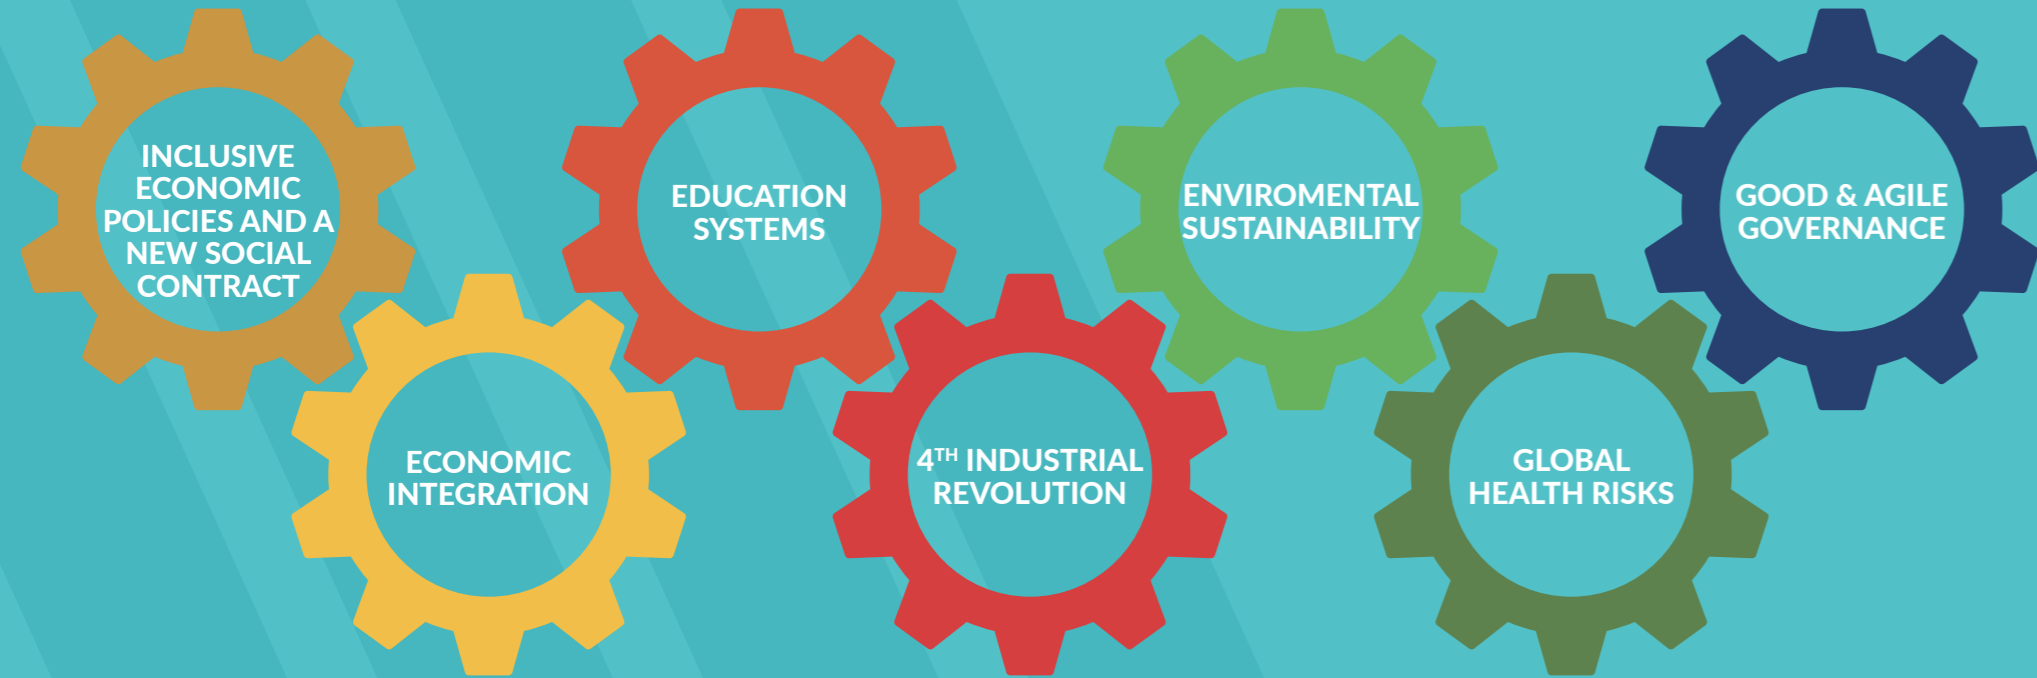 INCLUSIVE
ECONOMIC
POLICIES AND A
NEW SOCIAL
CONTRACT
ECONOMIC
INTEGRATION
EDUCATION
SYSTEMS
4TH INDUSTRIAL
REVOLUTION
ENVIROMENTAL
SUSTAINABILITY
GLOBAL
HEALTH RISKS
GOOD & AGILE
GOVERNANCE